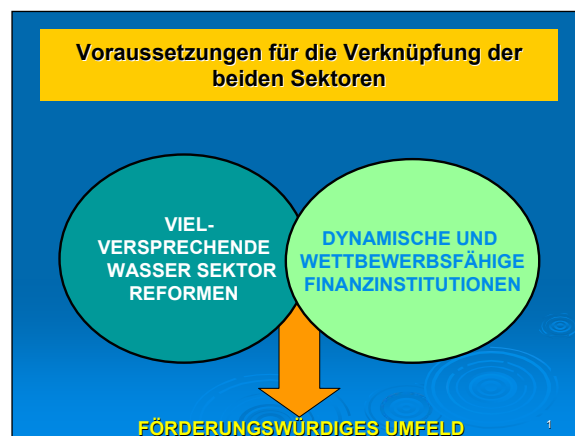 Voraussetzungen für die Verknüpfung der
beiden Sektoren
VIEL-
VERSPRECHENDE
WASSER SEKTOR
REFORMEN
DYNAMISCHE UND
WETTBEWERBSFÄHIGE
FINANZINSTITUTIONEN
FÖRDERUNGSWÜRDIGES UMFELD
1